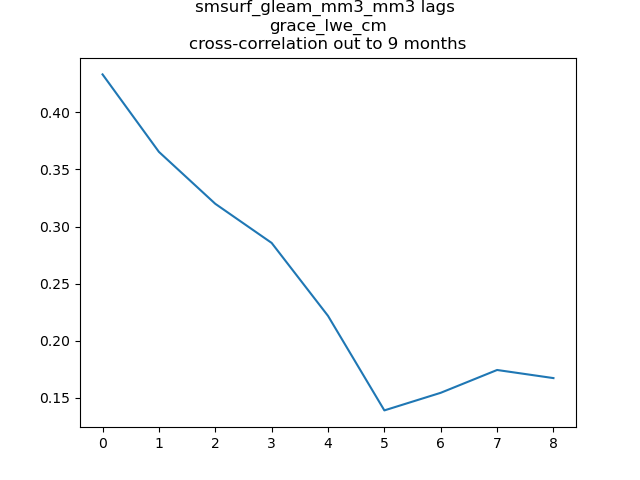 smsurf_gleam_mm3_mm3 lags
grace_lwe_cm
cross-correlation out to 9 months
0.40
0.35
0.30
0.25
0.20
0.15
0 1 2 3 4 5 6 7 8